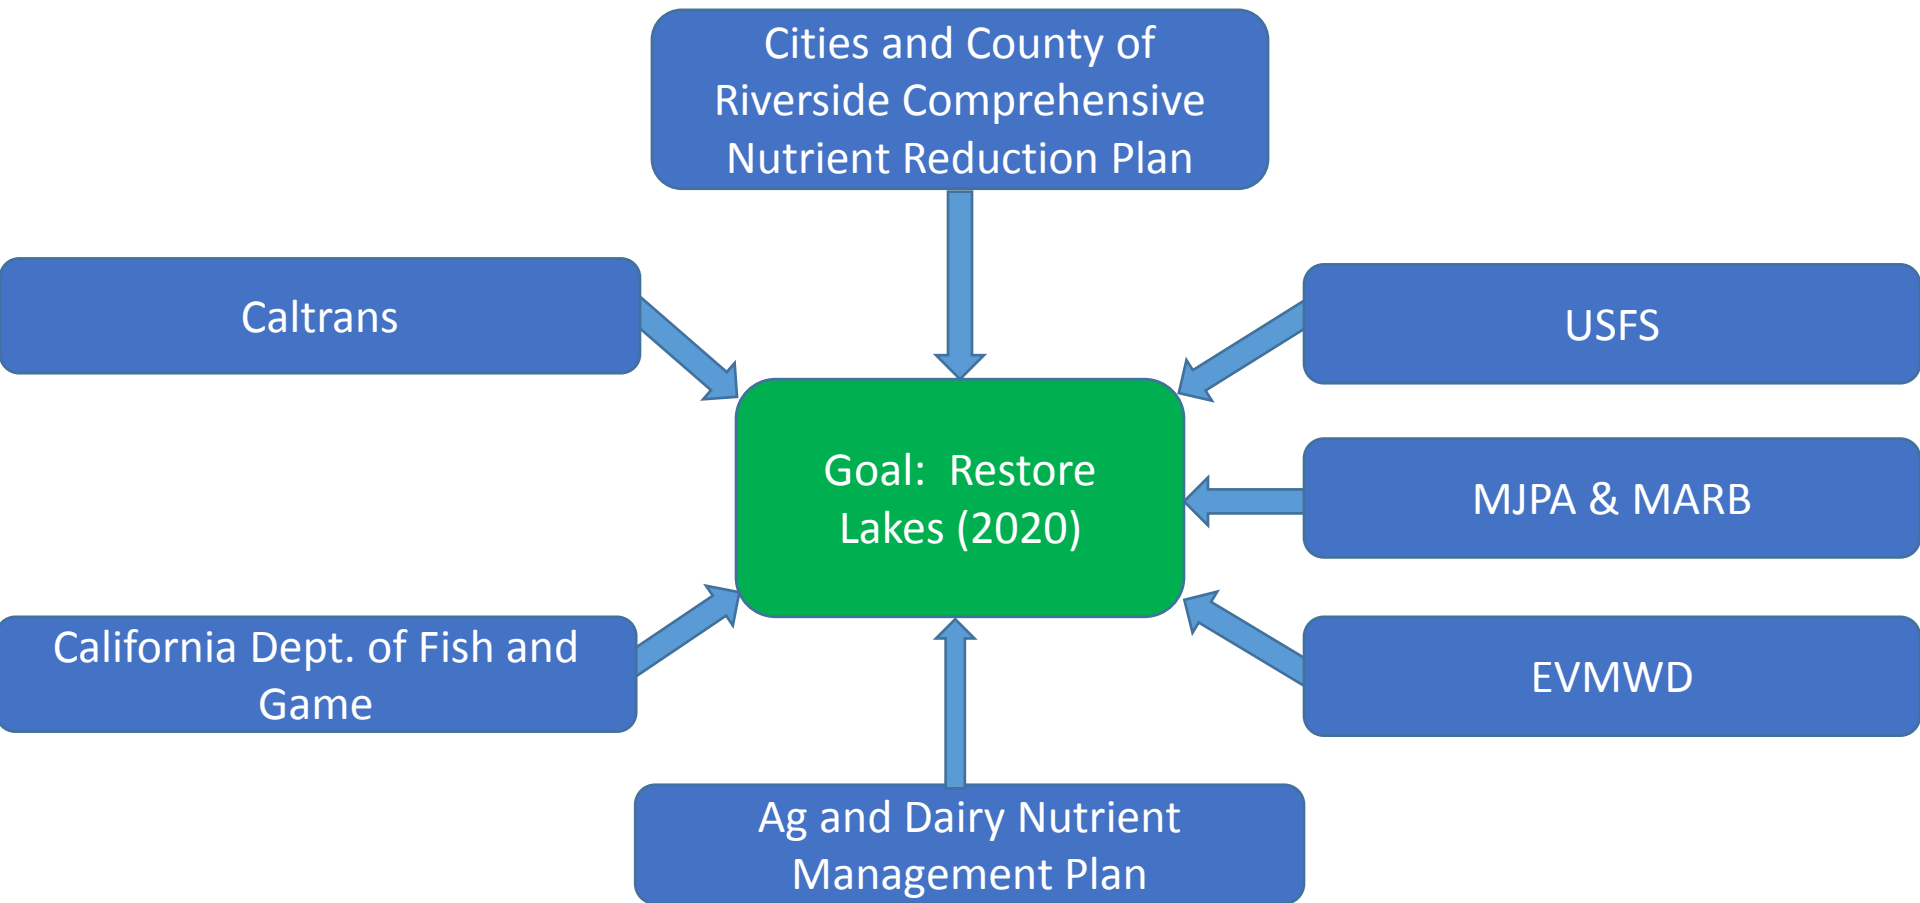 Cities and County of
Riverside Comprehensive
Nutrient Reduction Plan
Caltrans
USFS
Goal:  Restore
Lakes (2020)
MJPA & MARB
California Dept. of Fish and
Game
EVMWD
Ag and Dairy Nutrient
Management Plan